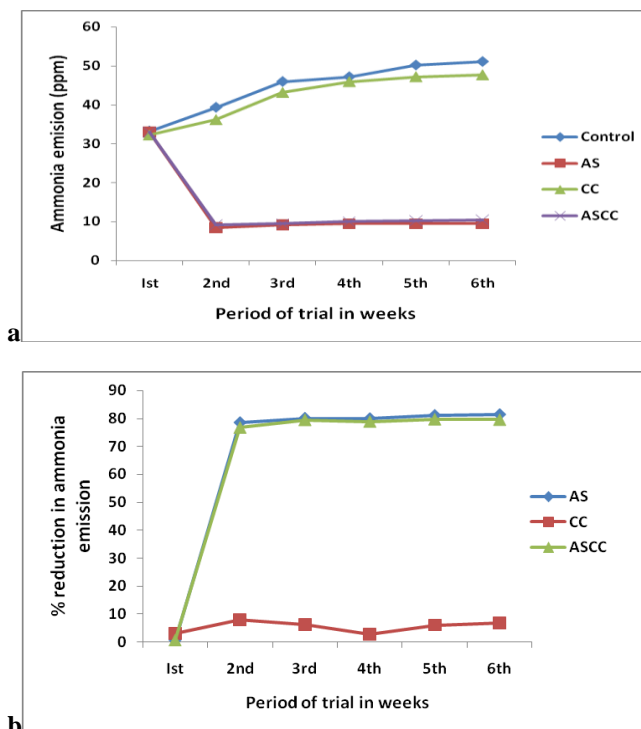 Ammonia emision (ppm)
60
50
40
30
20
10
0
Ist 2nd 3rd 4th 5th 6th
Period of trial in weeks
Control
AS
CC
ASCC
a
% reduction in ammonia
emission
90
80
70
60
50
40
30
20
10
0
Ist 2nd 3rd 4th 5th 6th
Period of trial in weeks
AS
CC
ASCC
b